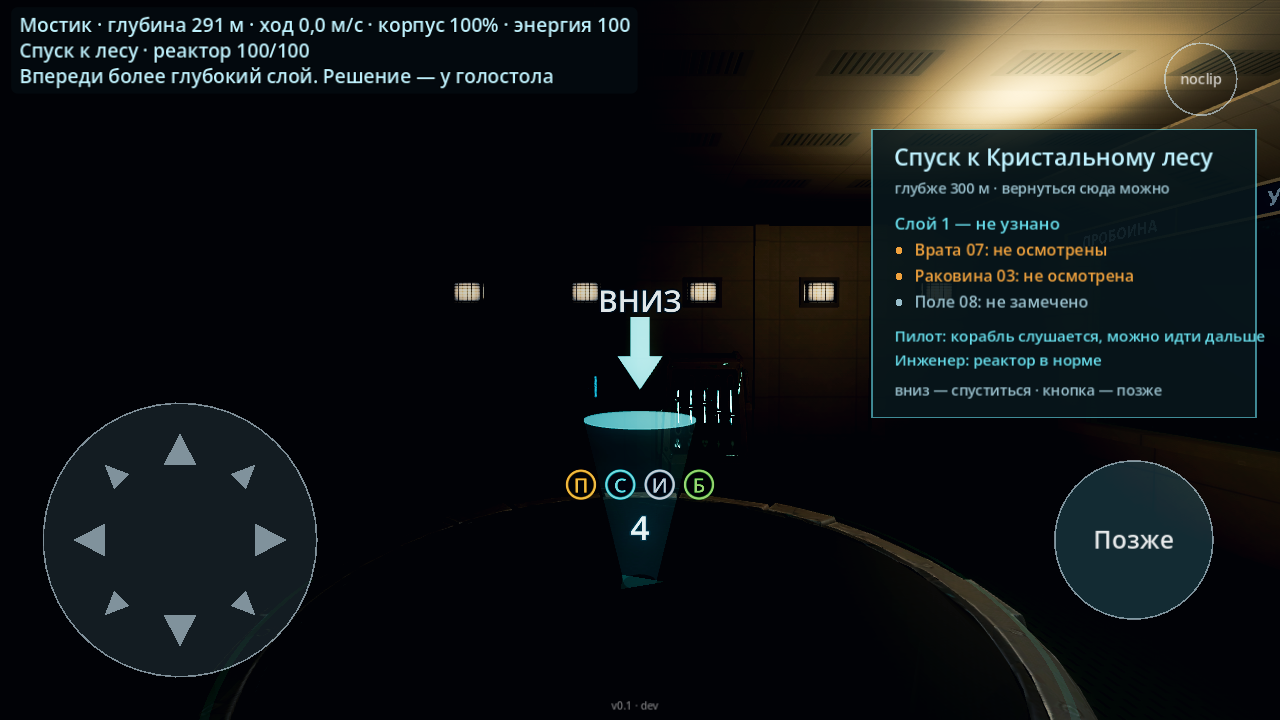 Мостик · глубина 291 м · ход 0,0 м/с · корпус 100% · энергия 100
Спуск к лесу · реактор 100/100
Впереди более глубокий слой. Решение — у голостола
noclip
Спуск к Кристальному лесу
глубже 300 м · вернуться сюда можно
Слой 1 — не узнано
Врата 07: не осмотрены
Раковина 03: не осмотрена
Поле 08: не замечено
Пилот: корабль слушается, можно идти дальше
Инженер: реактор в норме
вниз — спуститься · кнопка — позже
ПРОБОИНА
ВНИЗ
П С И Б
4
Позже
v0.1 · dev